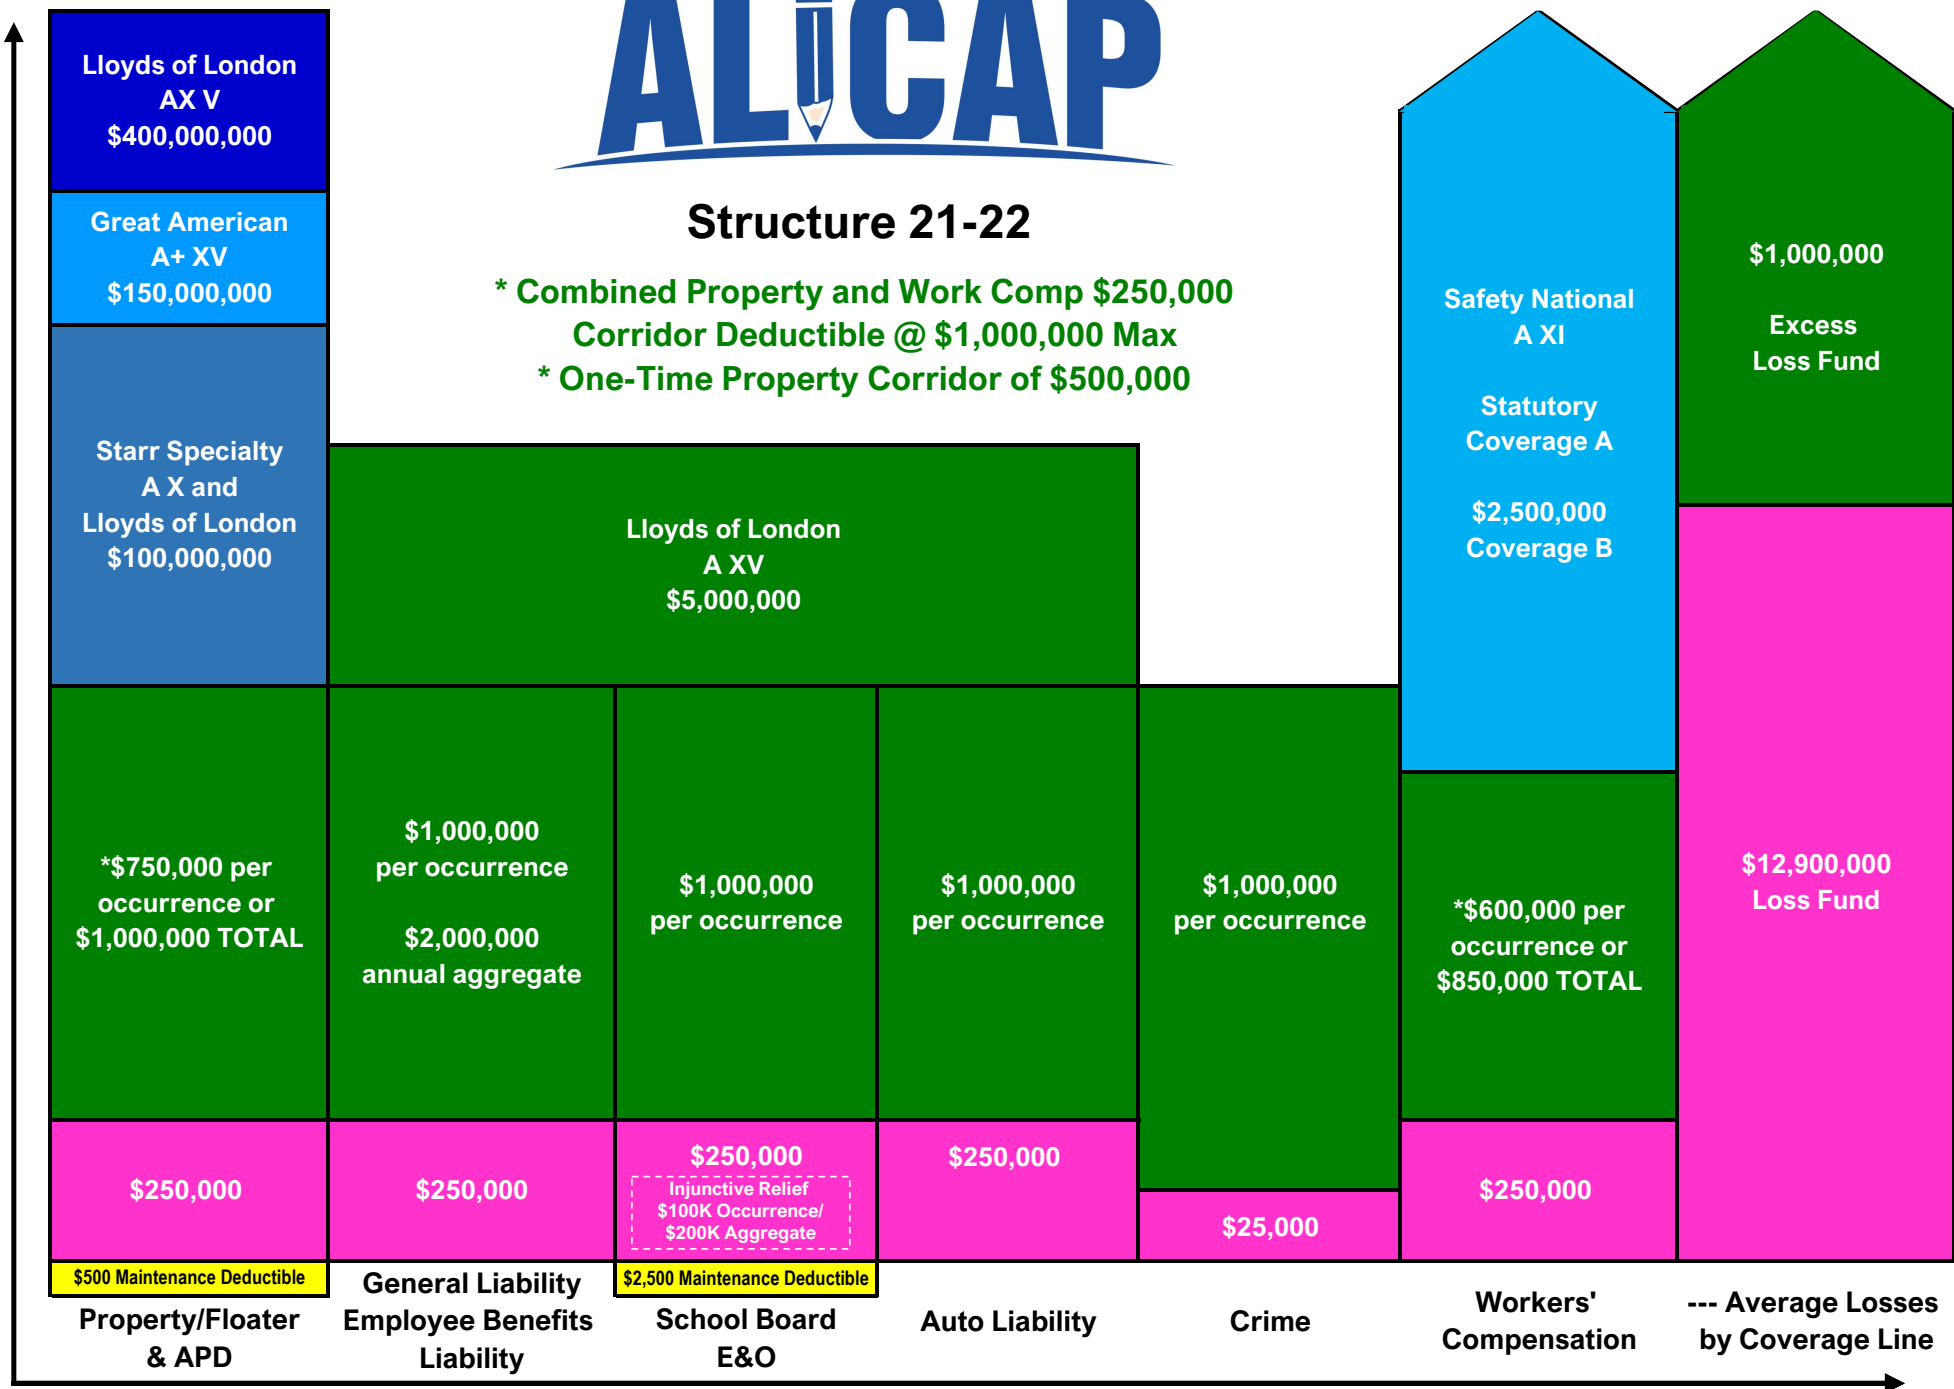 ALiCAP
Structure 21-22
* Combined Property and Work Comp $250,000
Corridor Deductible @ $1,000,000 Max
* One-Time Property Corridor of $500,000
Lloyds of London
AX V
$400,000,000
Great American
A+ XV
$150,000,000
Starr Specialty
A X and
Lloyds of London
$100,000,000
*$750,000 per
occurrence or
$1,000,000 TOTAL
$250,000
$500 Maintenance Deductible
Property/Floater
& APD
Lloyds of London
A XV
$5,000,000
$1,000,000
per occurrence
$2,000,000
annual aggregate
$250,000
General Liability
Employee Benefits
Liability
$1,000,000
per occurrence
$250,000
Injunctive Relief
$100K Occurrence/
$200K Aggregate
$2,500 Maintenance Deductible
School Board
E&O
$1,000,000
per occurrence
$250,000
Auto Liability
$1,000,000
per occurrence
$25,000
Crime
Safety National
A XI
Statutory
Coverage A
$2,500,000
Coverage B
*$600,000 per
occurrence or
$850,000 TOTAL
$250,000
Workers'
Compensation
$1,000,000
Excess
Loss Fund
$12,900,000
Loss Fund
--- Average Losses
by Coverage Line